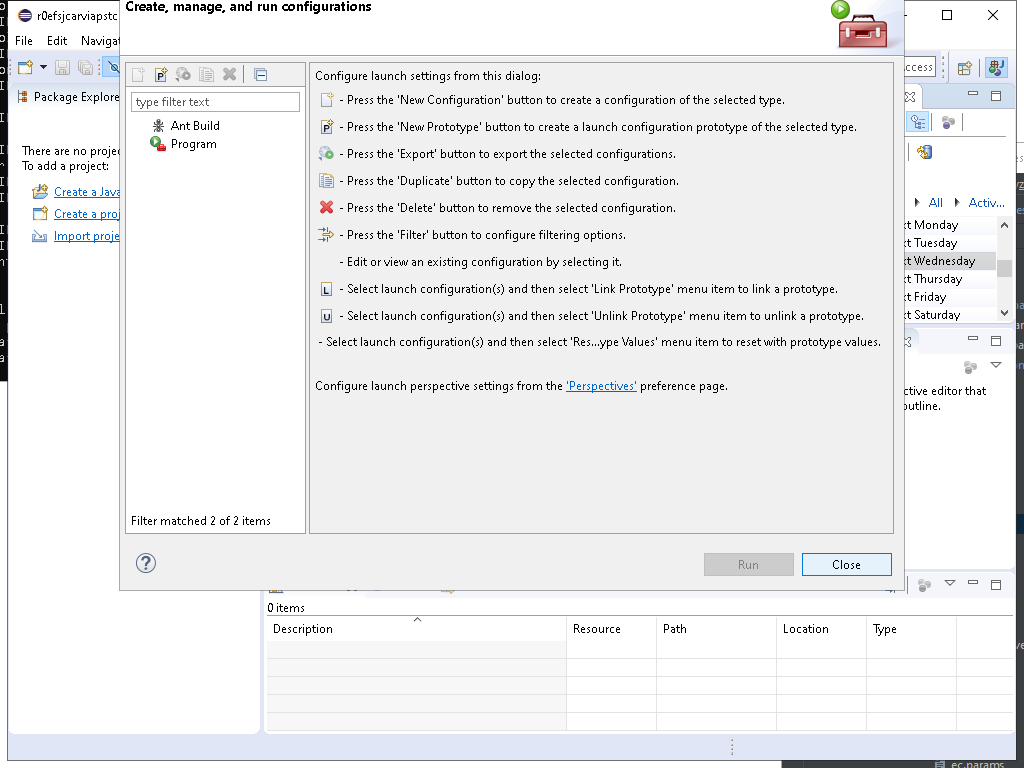 Create, manage, and run configurations
r0efsjcarviapstc
File Edit Navigat
Package Explore
type filter text
Ant Build
Program
Filter matched 2 of 2 items
There are no projec
To add a project:
Create a Java
Create a proj
Import proje
Configure launch settings from this dialog:
- Press the 'New Configuration' button to create a configuration of the selected type.
- Press the 'New Prototype' button to create a launch configuration prototype of the selected type.
- Press the 'Export' button to export the selected configurations.
- Press the 'Duplicate' button to copy the selected configuration.
- Press the 'Delete' button to remove the selected configuration.
- Press the 'Filter' button to configure filtering options.
- Edit or view an existing configuration by selecting it.
L - Select launch configuration(s) and then select 'Link Prototype' menu item to link a prototype.
U - Select launch configuration(s) and then select 'Unlink Prototype' menu item to unlink a prototype.
- Select launch configuration(s) and then select 'Res...ype Values' menu item to reset with prototype values.
Configure launch perspective settings from the 'Perspectives' preference page.
Run
Close
ccess
All Activ...
xt Monday
xt Tuesday
xt Wednesday
xt Thursday
xt Friday
xt Saturday
ctive editor that
outline.
0 items
Description Resource Path Location Type
ec.params